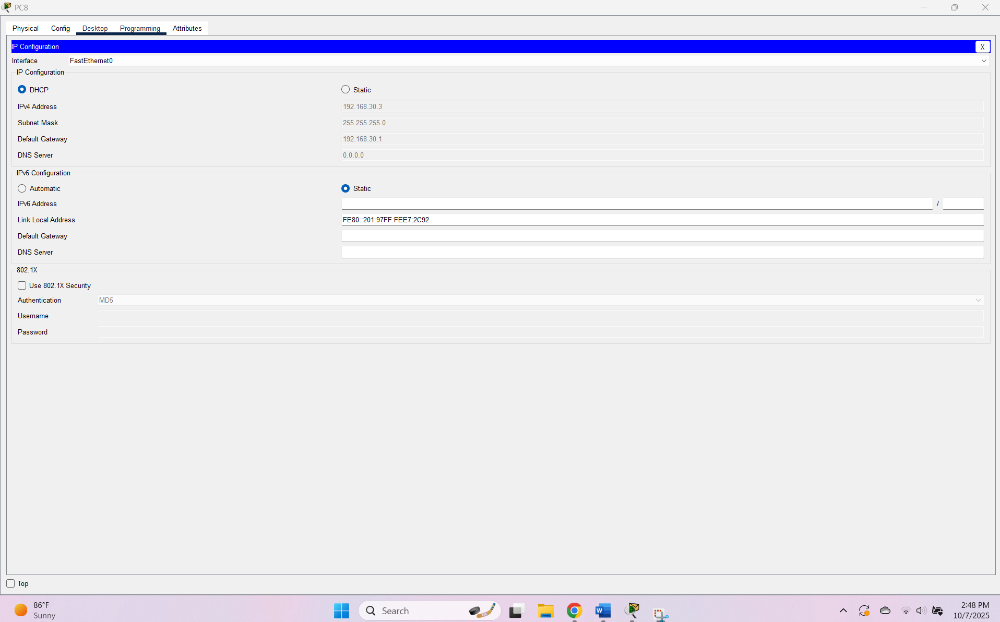 PC8
Physical Config Desktop Programming Attributes
IP Configuration X
Interface FastEthernet0
IP Configuration
DHCP Static
IPv4 Address 192.168.30.3
Subnet Mask 255.255.255.0
Default Gateway 192.168.30.1
DNS Server 0.0.0.0
IPv6 Configuration
Automatic Static
IPv6 Address /
Link Local Address FE80::201:97FF:FEE7:2C92
Default Gateway
DNS Server
802.1X
Use 802.1X Security
Authentication MD5
Username
Password
Top
86°F
Sunny
Search
W
2:48 PM
10/7/2025